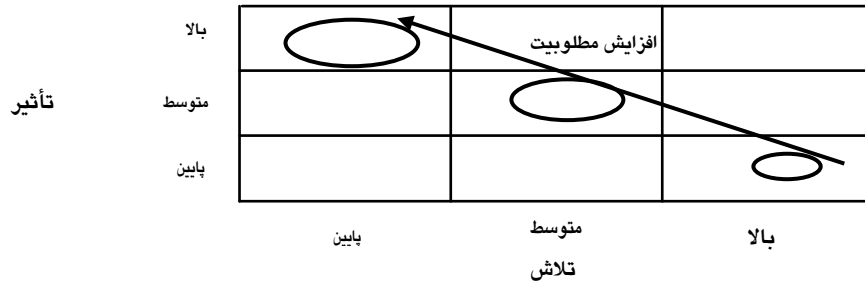 بالا
افزایش مطلوبیت
تأثیر
متوسط
پایین
بالا
متوسط
پایین
تلاش